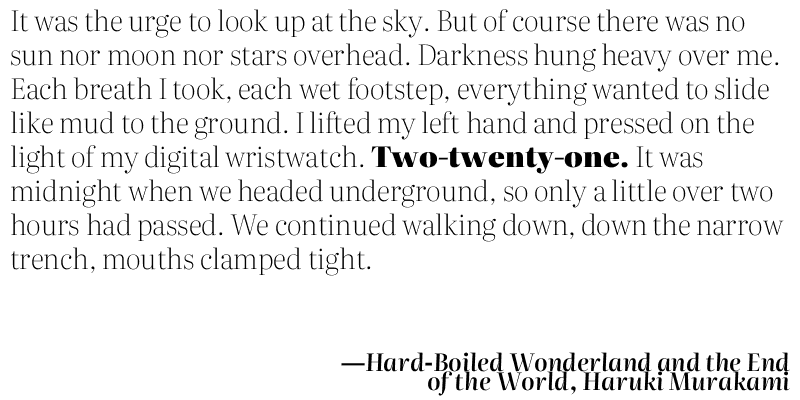 It was the urge to look up at the sky. But of course there was no
sun nor moon nor stars overhead. Darkness hung heavy over me.
Each breath I took, each wet footstep, everything wanted to slide
like mud to the ground. I lifted my left hand and pressed on the
light of my digital wristwatch. Two-twenty-one. It was
midnight when we headed underground, so only a little over two
hours had passed. We continued walking down, down the narrow
trench, mouths clamped tight.
—Hard-Boiled Wonderland and the End
of the World, Haruki Murakami